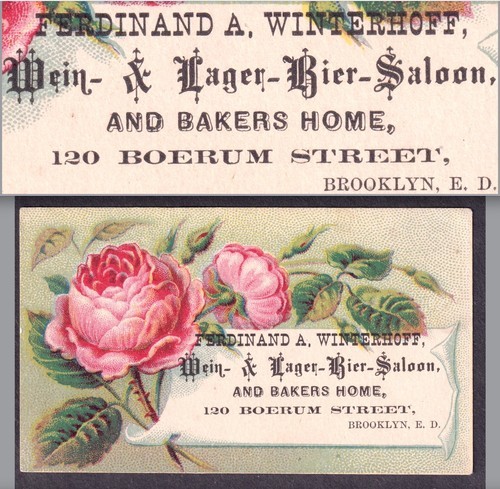 FERDINAND A. WINTERHOFF,
Wein- & Lager-Bier-Saloon,
AND BAKERS HOME,
120 BOERUM STREET,
BROOKLYN, E. D.
FERDINAND A. WINTERHOFF,
Wein- & Lager-Bier-Saloon,
AND BAKERS HOME,
120 BOERUM STREET,
BROOKLYN, E. D.